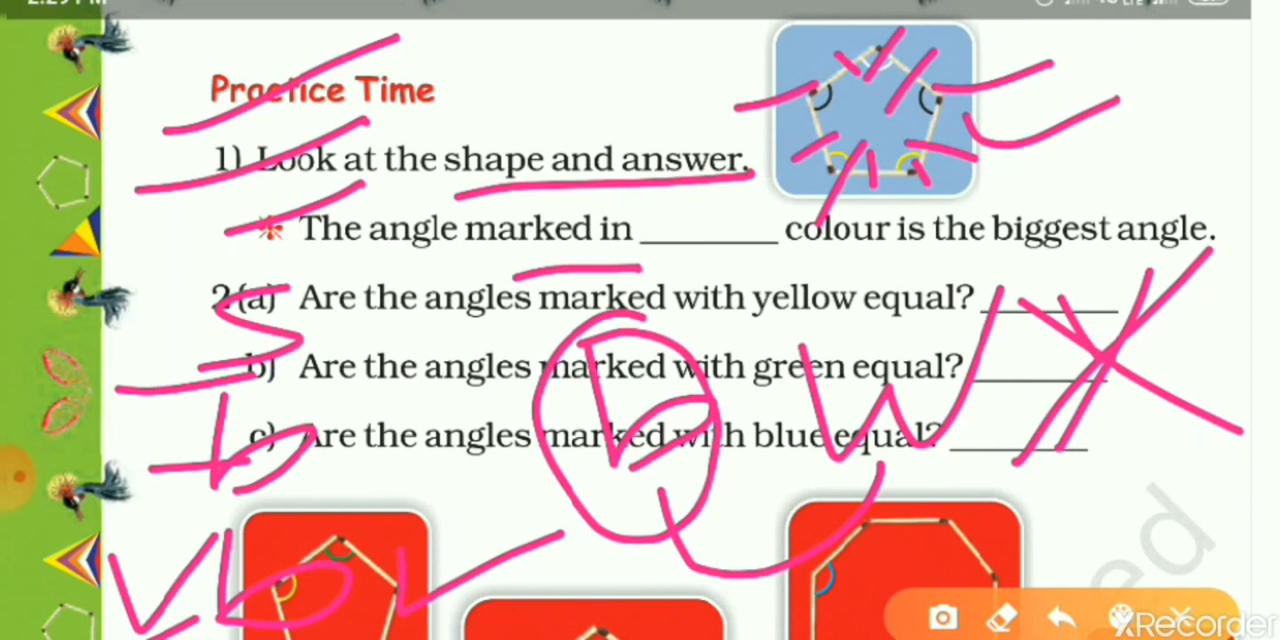 Practice Time
1) Look at the shape and answer.
The angle marked in ________ colour is the biggest angle.
2 (a) Are the angles marked with yellow equal? ________
b) Are the angles marked with green equal? ________
c) Are the angles marked with blue equal? ________
ed
XRecorder